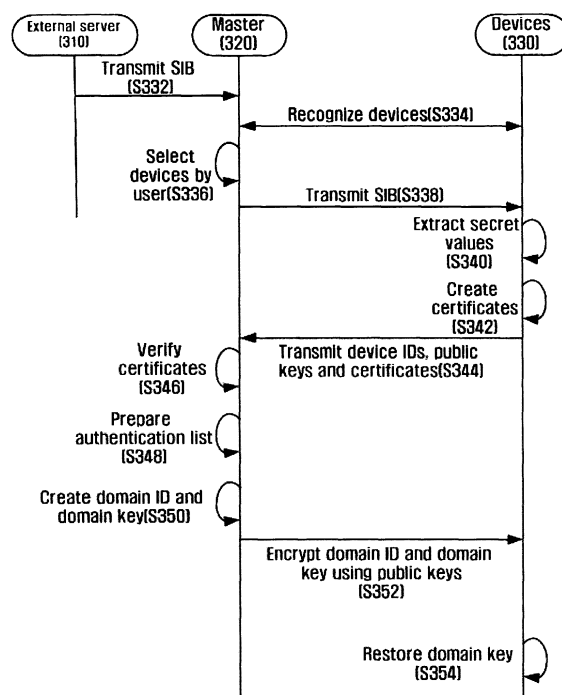 External server
(310)
Master
(320)
Devices
(330)
Transmit SIB
(S332)
Recognize devices(S334)
Select
devices by
user(S336)
Transmit SIB(S338)
Extract secret
values
(S340)
Create
certificates
(S342)
Transmit device IDs, public
keys and certificates(S344)
Verify
certificates
(S346)
Prepare
authentication list
(S348)
Create domain ID and
domain key(S350)
Encrypt domain ID and domain
key using public keys
(S352)
Restore domain key
(S354)